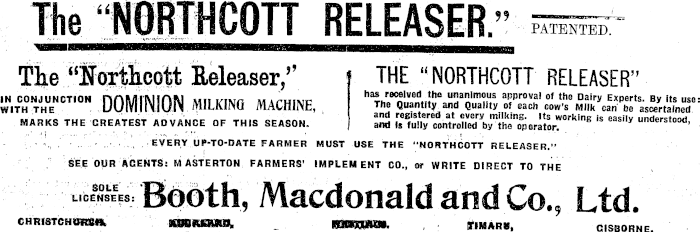 The "NORTHCOTT RELEASER."
PATENTED.
The "Northcott Releaser,"
IN CONJUNCTION WITH THE DOMINION MILKING MACHINE,
MARKS THE GREATEST ADVANCE OF THIS SEASON.
THE "NORTHCOTT RELEASER"
has received the unanimous approval of the Dairy Experts. By its use:
The Quantity and Quality of each cow's Milk can be ascertained
and registered at every milking. Its working is easily understood,
and is fully controlled by the operator.
EVERY UP-TO-DATE FARMER MUST USE THE "NORTHCOTT RELEASER."
SEE OUR AGENTS: MASTERTON FARMERS' IMPLEMENT CO., or WRITE DIRECT TO THE
SOLE LICENSEES: Booth, Macdonald and Co., Ltd.
CHRISTCHURCH, TIMARU, GISBORNE.